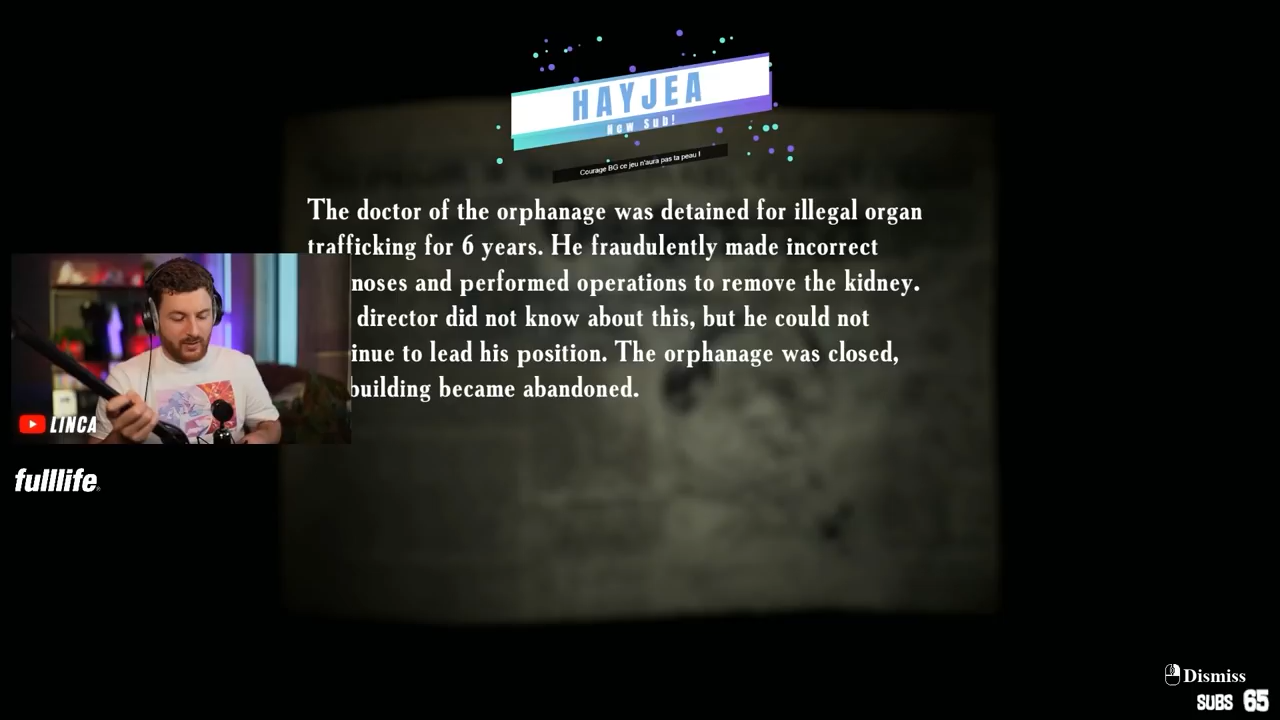 HAYJEA
New Sub!
Courage BG ce jeu n'aura pas ta peau !
The doctor of the orphanage was detained for illegal organ
trafficking for 6 years. He fraudulently made incorrect
noses and performed operations to remove the kidney.
director did not know about this, but he could not
inue to lead his position. The orphanage was closed,
building became abandoned.
LINCA
fulllife
Dismiss
SUBS 65